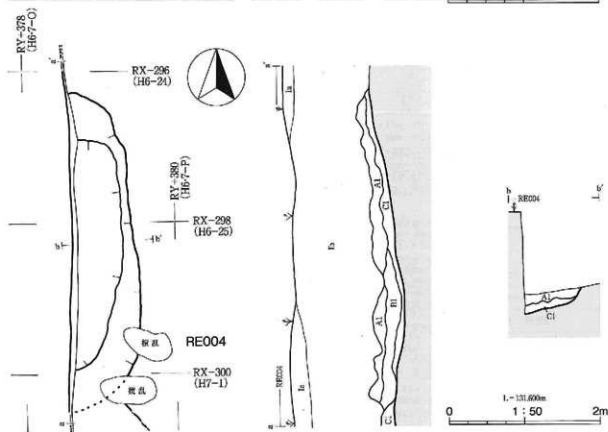 RY-378
(H6-7-O)
RX-296
(H6-24)
RY+380
(H6-7-P)
RX-298
(H6-25)
b
b'
撹乱
RE004
RX-300
(H7-1)
撹乱
a
a'
Ia
A1
C1
B1
A1
RE004
Ia
C1
b
b'
RE004
A1
C1
L=131.600m
0
1:50
2m